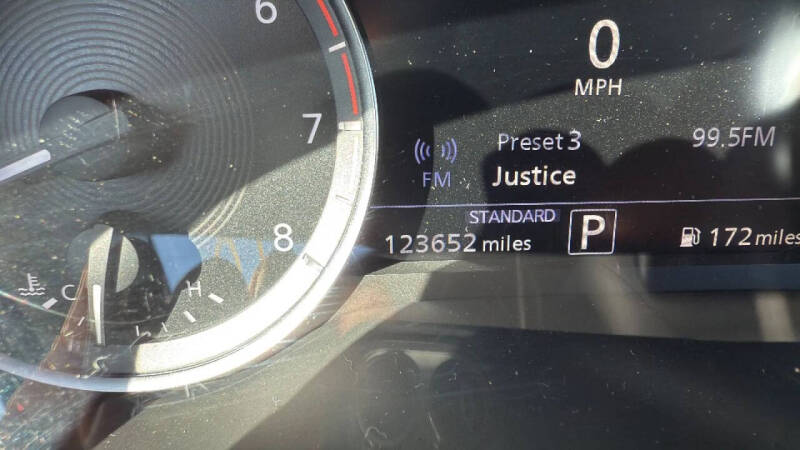 6
0
MPH
7
Preset 3 99.5FM
FM
Justice
STANDARD
8
123652 miles P 172 miles
C H